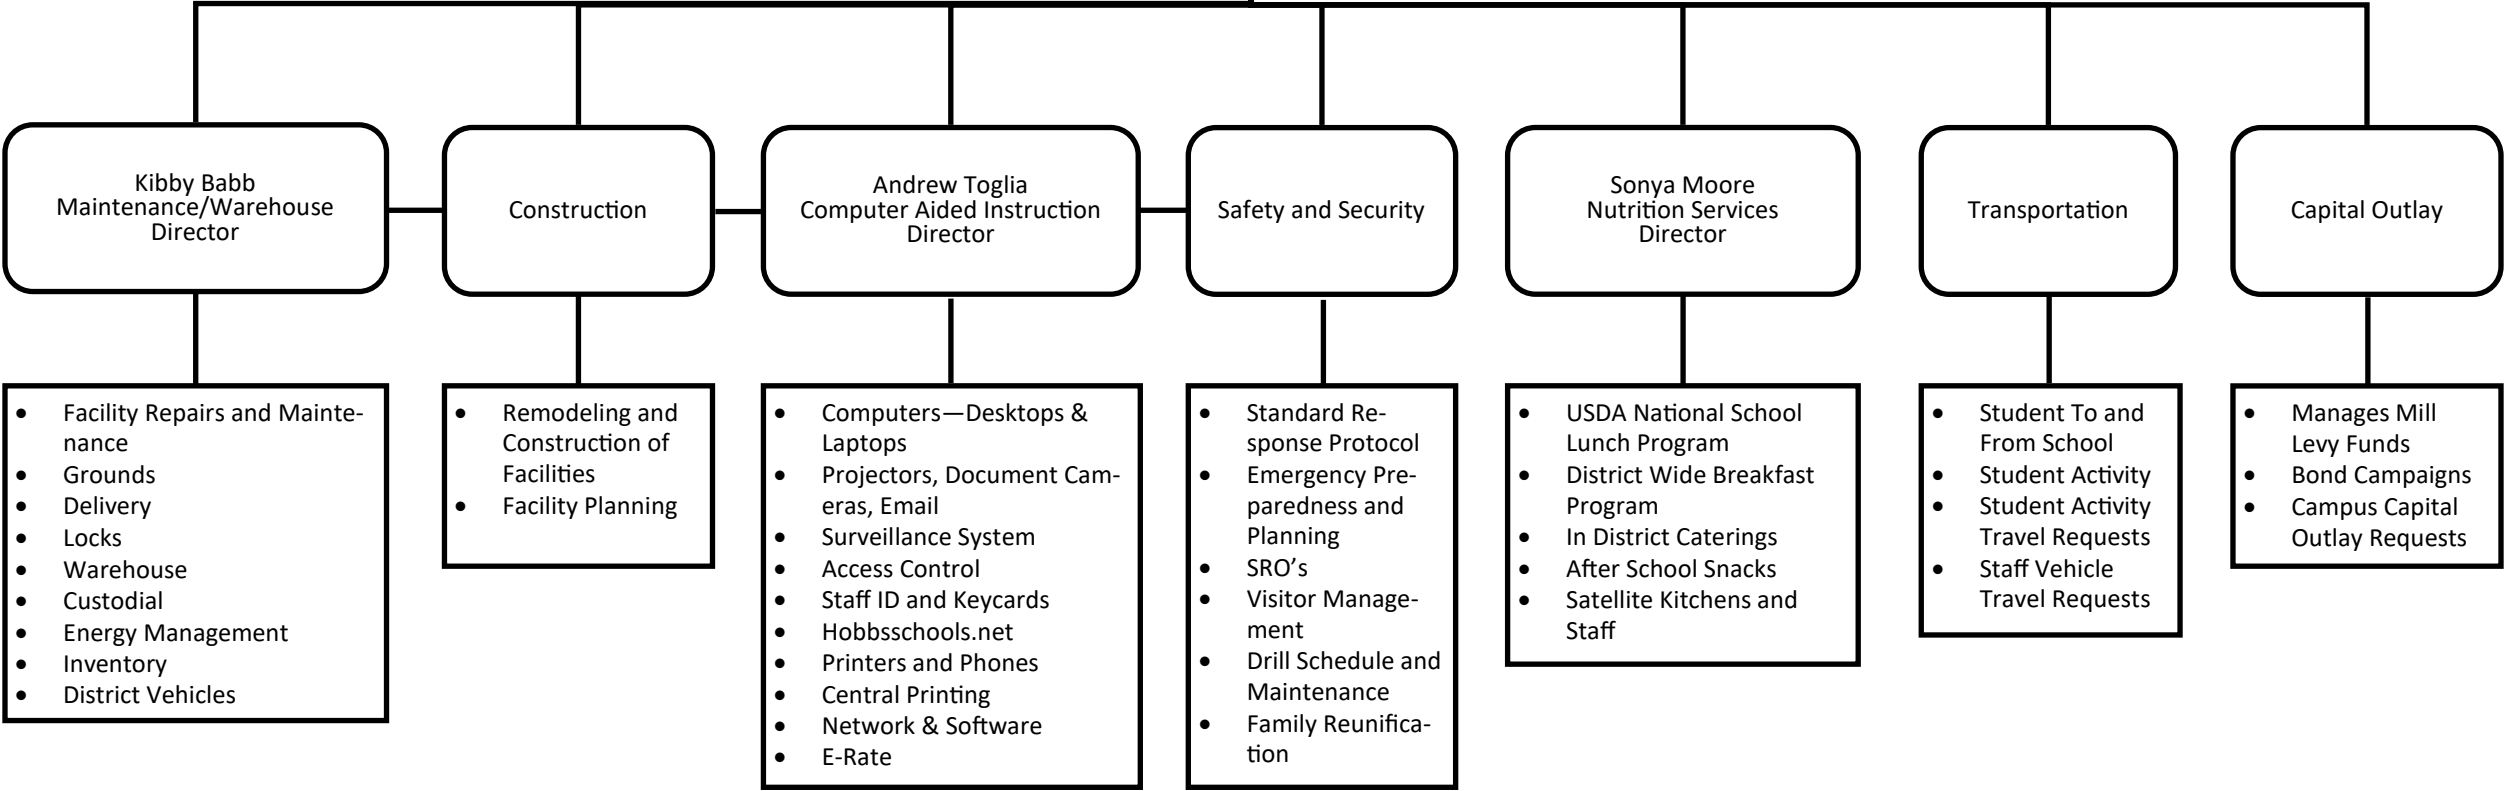 Kibby Babb
Maintenance/Warehouse
Director
Construction
Andrew Toglia
Computer Aided Instruction
Director
Safety and Security
Sonya Moore
Nutrition Services
Director
Transportation
Capital Outlay
• Facility Repairs and Mainte-
nance
• Grounds
• Delivery
• Locks
• Warehouse
• Custodial
• Energy Management
• Inventory
• District Vehicles
• Remodeling and
Construction of
Facilities
• Facility Planning
• Computers—Desktops &
Laptops
• Projectors, Document Cam-
eras, Email
• Surveillance System
• Access Control
• Staff ID and Keycards
• Hobbsschools.net
• Printers and Phones
• Central Printing
• Network & Software
• E-Rate
• Standard Re-
sponse Protocol
• Emergency Pre-
paredness and
Planning
• SRO’s
• Visitor Manage-
ment
• Drill Schedule and
Maintenance
• Family Reunifica-
tion
• USDA National School
Lunch Program
• District Wide Breakfast
Program
• In District Caterings
• After School Snacks
• Satellite Kitchens and
Staff
• Student To and
From School
• Student Activity
• Student Activity
Travel Requests
• Staff Vehicle
Travel Requests
• Manages Mill
Levy Funds
• Bond Campaigns
• Campus Capital
Outlay Requests